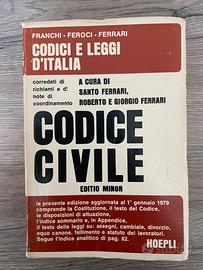 FRANCHI - FEROCI - FERRARI
CODICI E LEGGI
D'ITALIA
corredati di
richiami e di
note di
coordinamento
A CURA DI
SANTO FERRARI,
ROBERTO E GIORGIO FERRARI
CODICE
CIVILE
EDITIO MINOR
la presente edizione aggiornata al 1° gennaio 1979
comprende la Costituzione, il testo del Codice,
le disposizioni di attuazione,
l'indice sommario e, in Appendice,
il testo delle leggi su: assegni, cambiale, divorzio,
equo canone, fallimento e statuto dei lavoratori.
Segue l'indice analitico di pag. 82.
HOEPLI